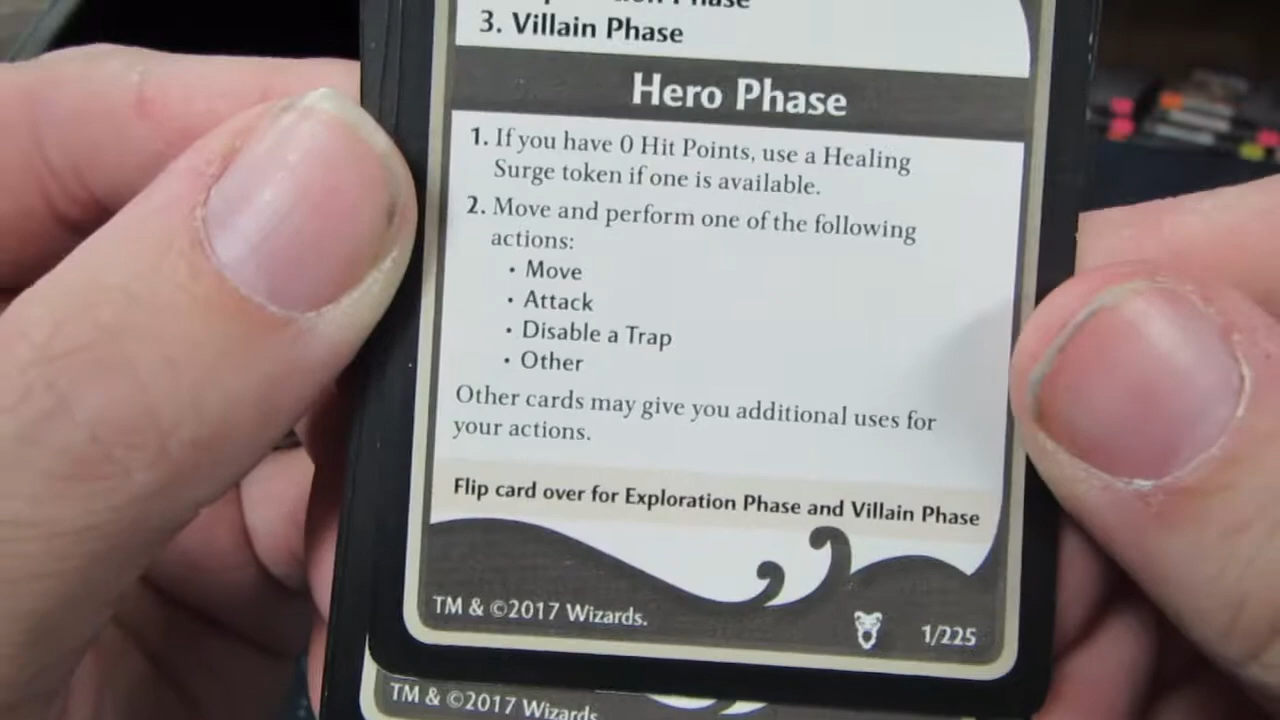 Phase
3. Villain Phase
Hero Phase
1. If you have 0 Hit Points, use a Healing
Surge token if one is available.
2. Move and perform one of the following
actions:
• Move
• Attack
• Disable a Trap
• Other
Other cards may give you additional uses for
your actions.
Flip card over for Exploration Phase and Villain Phase
TM & ©2017 Wizards.
1/225
TM & ©2017 Wizards.